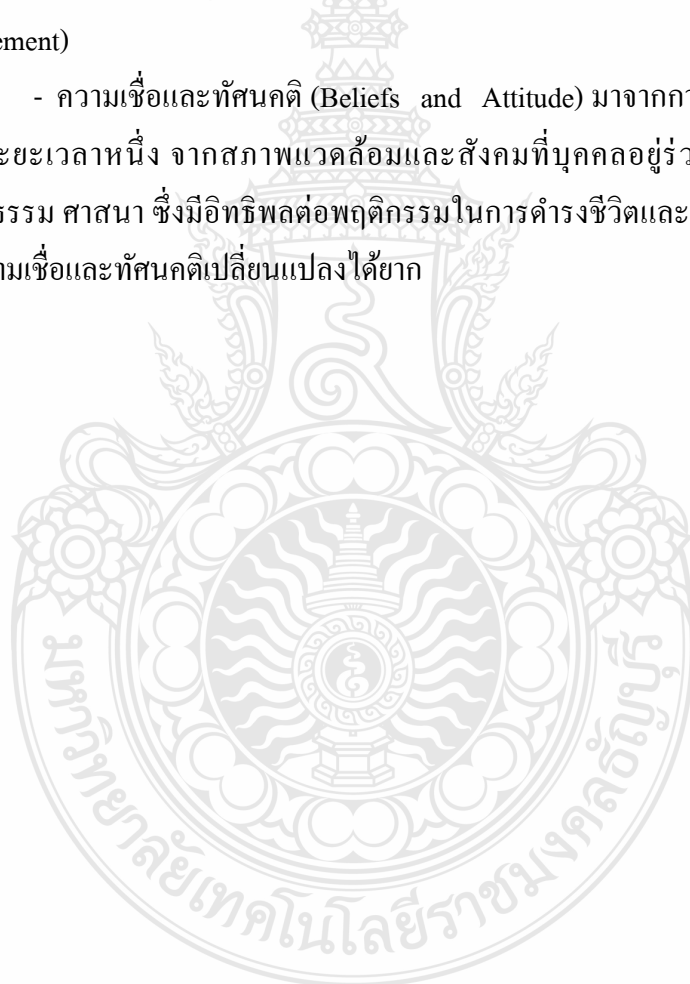 ement)
- ความเชื่อและทัศนคติ (Beliefs and Attitude) มาจากกา
ะยะเวลาหนึ่ง จากสภาพแวดล้อมและสังคมที่บุคคลอยู่ร่ว
ธรรม ศาสนา ซึ่งมีอิทธิพลต่อพฤติกรรมในการดำรงชีวิตและ
ามเชื่อและทัศนคติเปลี่ยนแปลงได้ยาก
มหาวิทยาลัยเทคโนโลยีราชมงคลธัญบุรี